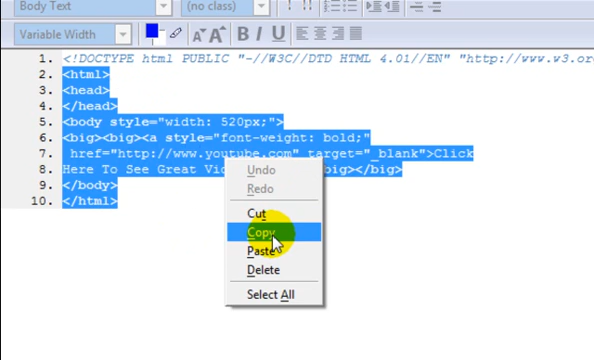 Body Text (no class)
Variable Width B I U
1. <!DOCTYPE html PUBLIC "-//W3C//DTD HTML 4.01//EN" "http://www.w3.or
2. <html>
3. <head>
4. </head>
5. <body style="width: 520px;">
6. <big><big><a style="font-weight: bold;"
7. href="http://www.youtube.com" target="_blank">Click
8. Here To See Great Vid big></big>
9. </body>
10. </html>
Undo
Redo
Cut
Copy
Paste
Delete
Select All